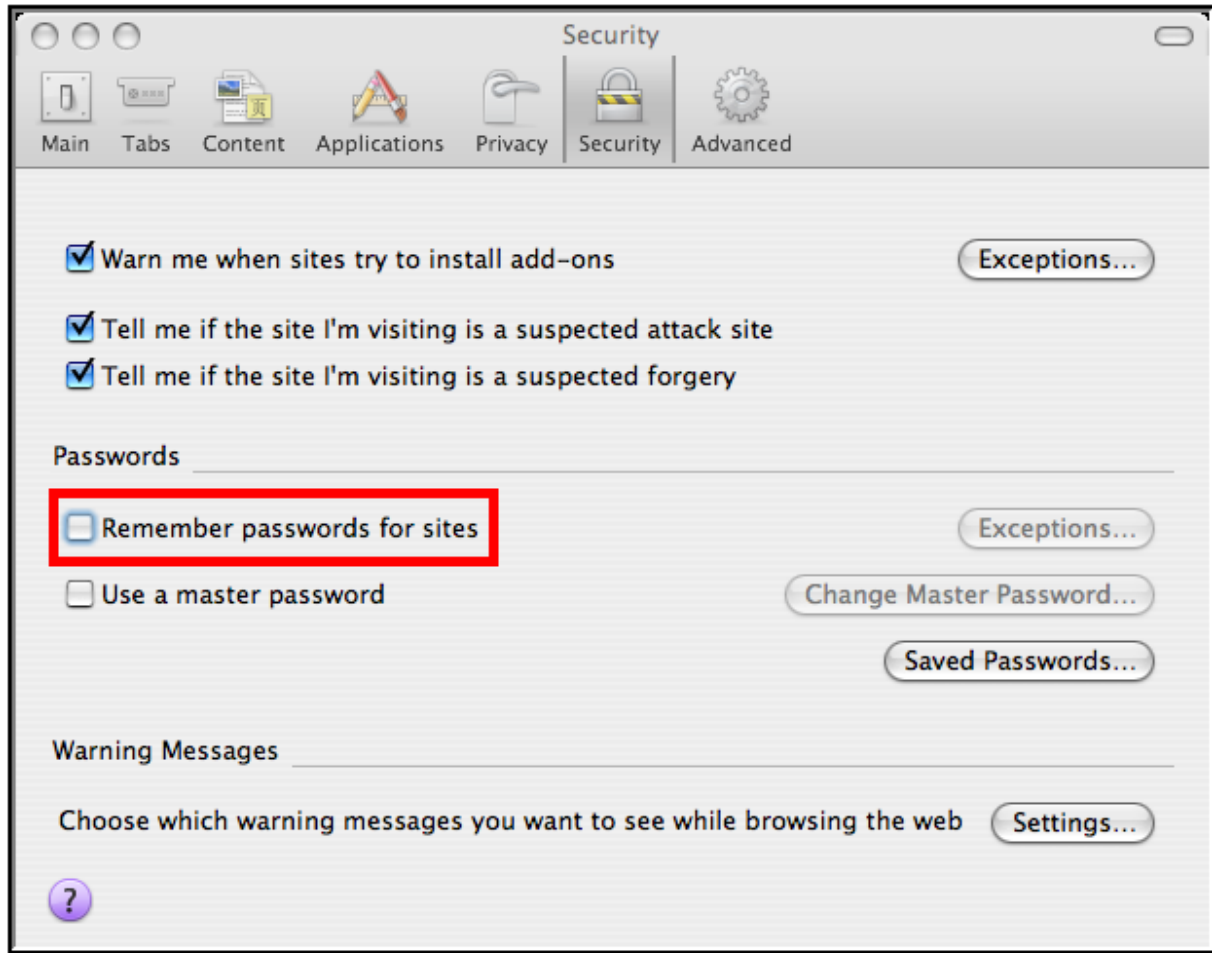 Security
Main Tabs Content Applications Privacy Security Advanced
Warn me when sites try to install add-ons Exceptions...
Tell me if the site I'm visiting is a suspected attack site
Tell me if the site I'm visiting is a suspected forgery
Passwords
Remember passwords for sites Exceptions...
Use a master password Change Master Password...
Saved Passwords...
Warning Messages
Choose which warning messages you want to see while browsing the web Settings...
?